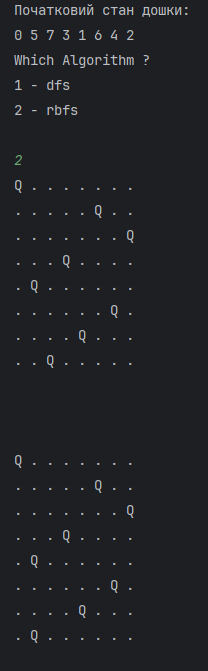 Початковий стан дошки:
0 5 7 3 1 6 4 2
Which Algorithm ?
1 - dfs
2 - rbfs
2
Q . . . . . . .
. . . . . Q . .
. . . . . . . Q
. . . Q . . . .
. Q . . . . . .
. . . . . . Q .
. . . . Q . . .
. . Q . . . . .
Q . . . . . . .
. . . . . Q . .
. . . . . . . Q
. . . Q . . . .
. Q . . . . . .
. . . . . . Q .
. . . . Q . . .
. Q . . . . . .